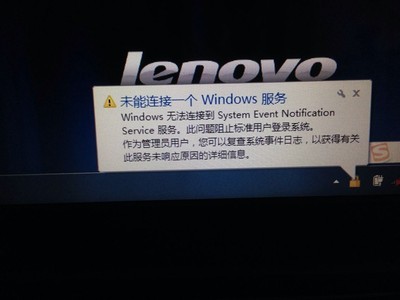 lenovo
未能连接一个 Windows 服务
Windows 无法连接到 System Event Notification
Service 服务。此问题阻止标准用户登录系统。
作为管理员用户，您可以复查系统事件日志，以获得有关
此服务未响应原因的详细信息。
S